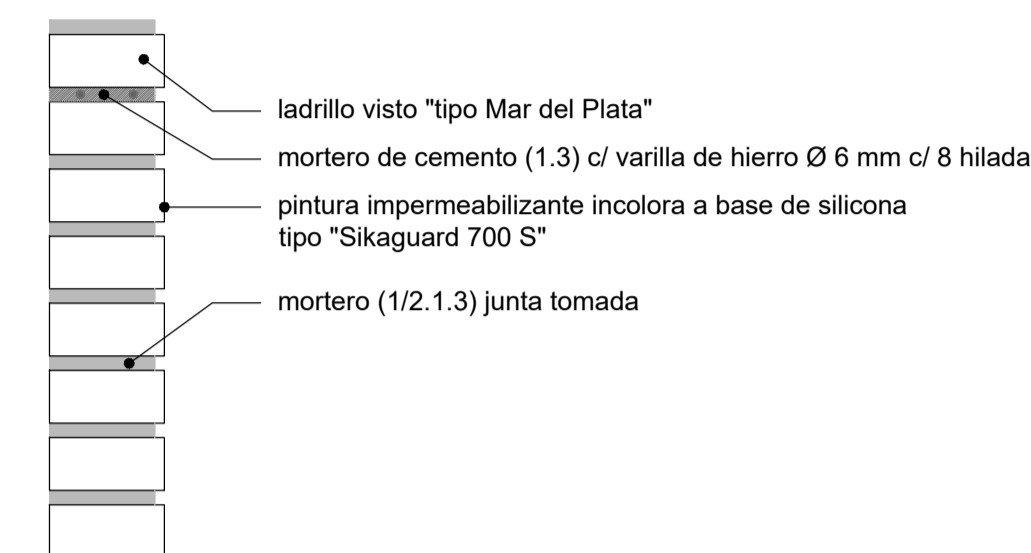 ladrillo visto "tipo Mar del Plata"
mortero de cemento (1.3) c/ varilla de hierro Ø 6 mm c/ 8 hilada
pintura impermeabilizante incolora a base de silicona
tipo "Sikaguard 700 S"
mortero (1/2.1.3) junta tomada